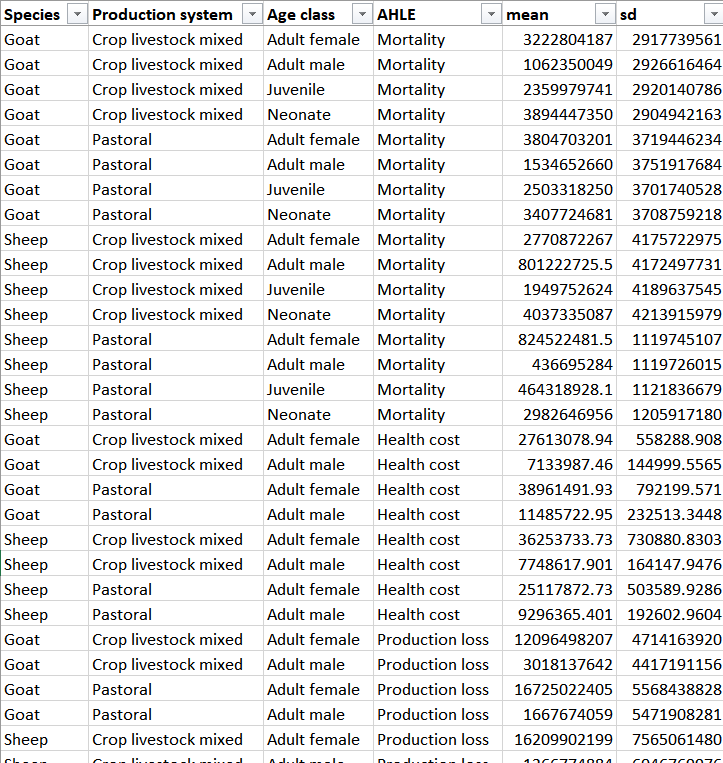 Species Production system Age class AHLE mean sd
Goat Crop livestock mixed Adult female Mortality 3222804187 2917739561
Goat Crop livestock mixed Adult male Mortality 1062350049 2926616464
Goat Crop livestock mixed Juvenile Mortality 2359979741 2920140786
Goat Crop livestock mixed Neonate Mortality 3894447350 2904942163
Goat Pastoral Adult female Mortality 3804703201 3719446234
Goat Pastoral Adult male Mortality 1534652660 3751917684
Goat Pastoral Juvenile Mortality 2503318250 3701740528
Goat Pastoral Neonate Mortality 3407724681 3708759218
Sheep Crop livestock mixed Adult female Mortality 2770872267 4175722975
Sheep Crop livestock mixed Adult male Mortality 801222725.5 4172497731
Sheep Crop livestock mixed Juvenile Mortality 1949752624 4189637545
Sheep Crop livestock mixed Neonate Mortality 4037335087 4213915979
Sheep Pastoral Adult female Mortality 824522481.5 1119745107
Sheep Pastoral Adult male Mortality 436695284 1119726015
Sheep Pastoral Juvenile Mortality 464318928.1 1121836679
Sheep Pastoral Neonate Mortality 2982646956 1205917180
Goat Crop livestock mixed Adult female Health cost 27613078.94 558288.908
Goat Crop livestock mixed Adult male Health cost 7133987.46 144999.5565
Goat Pastoral Adult female Health cost 38961491.93 792199.571
Goat Pastoral Adult male Health cost 11485722.95 232513.3448
Sheep Crop livestock mixed Adult female Health cost 36253733.73 730880.8303
Sheep Crop livestock mixed Adult male Health cost 7748617.901 164147.9476
Sheep Pastoral Adult female Health cost 25117872.73 503589.9286
Sheep Pastoral Adult male Health cost 9296365.401 192602.9604
Goat Crop livestock mixed Adult female Production loss 12096498207 4714163920
Goat Crop livestock mixed Adult male Production loss 3018137642 4417191156
Goat Pastoral Adult female Production loss 16725022405 5568438828
Goat Pastoral Adult male Production loss 1667674059 5471908281
Sheep Crop livestock mixed Adult female Production loss 16209902199 7565061480
Sheep Crop livestock mixed Adult male Production loss